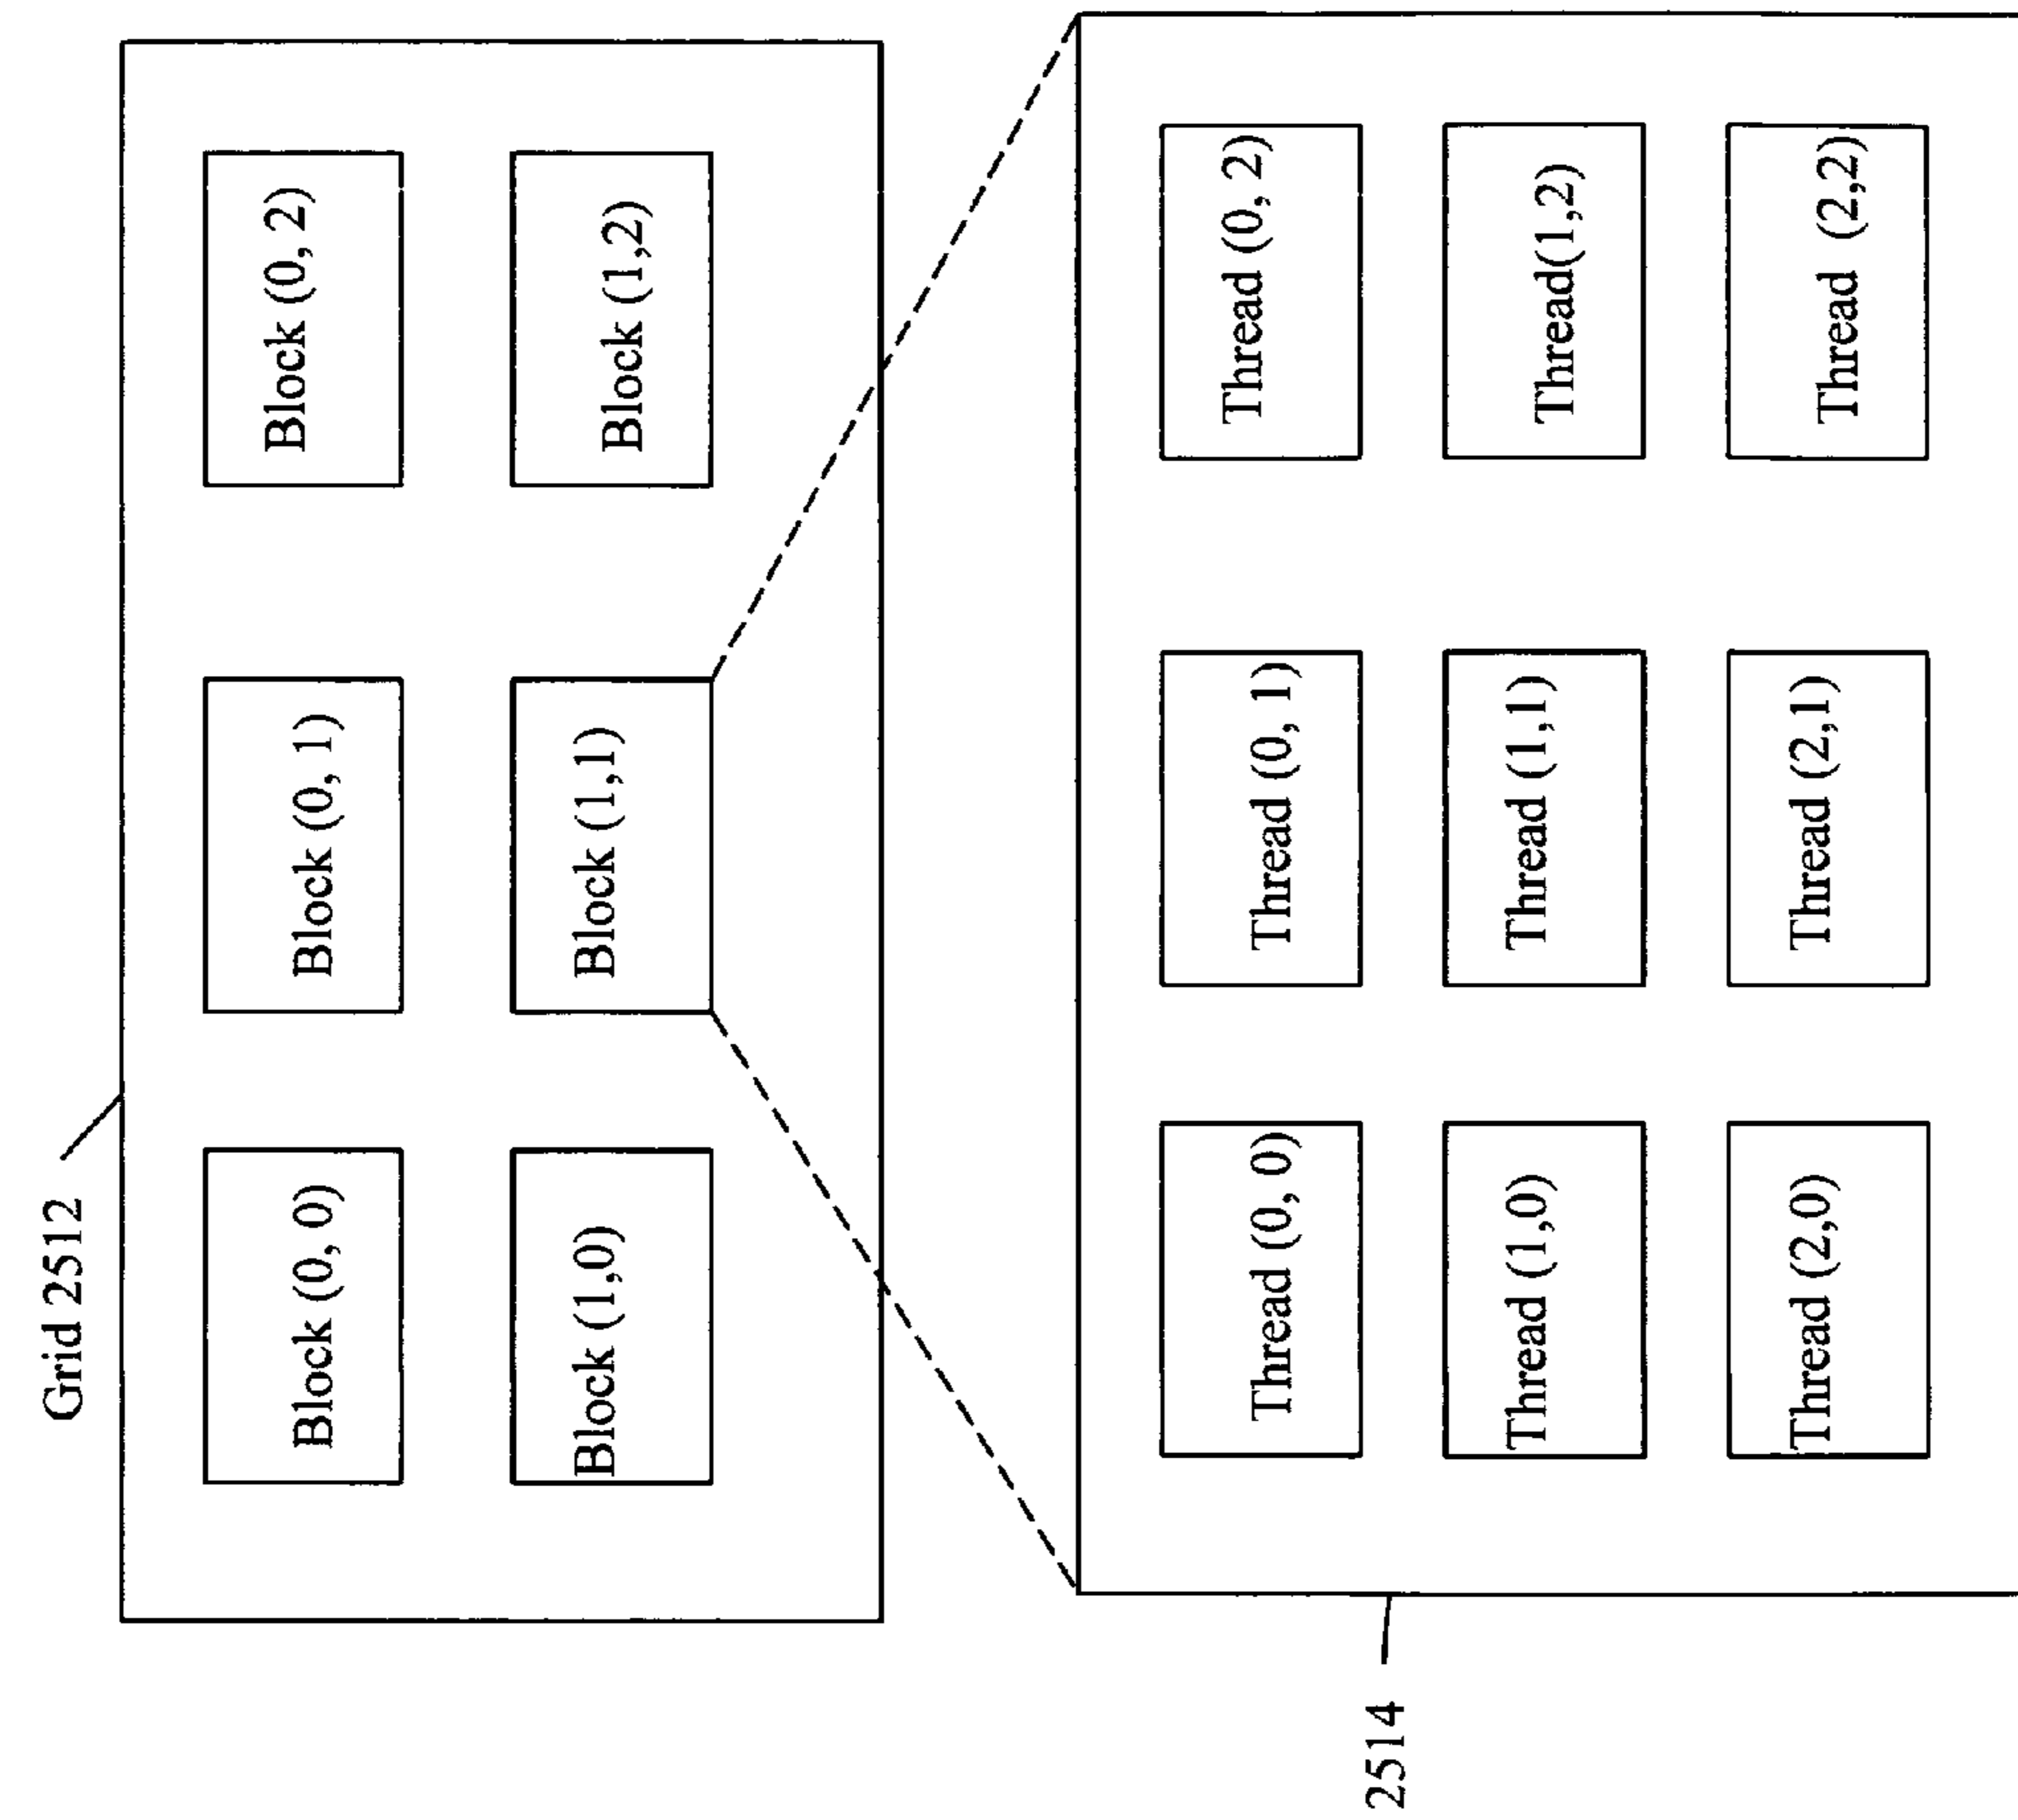 Grid 2512
Block (0, 0)
Block (0, 1)
Block (0, 2)
Block (1,0)
Block (1,1)
Block (1,2)
2514
Thread (0, 0)
Thread (0, 1)
Thread (0, 2)
Thread (1,0)
Thread (1,1)
Thread(1,2)
Thread (2,0)
Thread (2,1)
Thread (2,2)